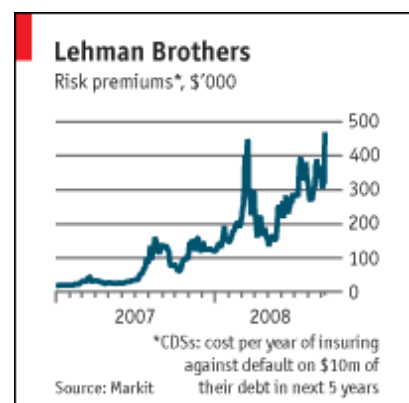 Lehman Brothers
Risk premiums*, $'000
500
400
300
200
100
0
2007 2008
*CDSs: cost per year of insuring
against default on $10m of
Source: Markit their debt in next 5 years